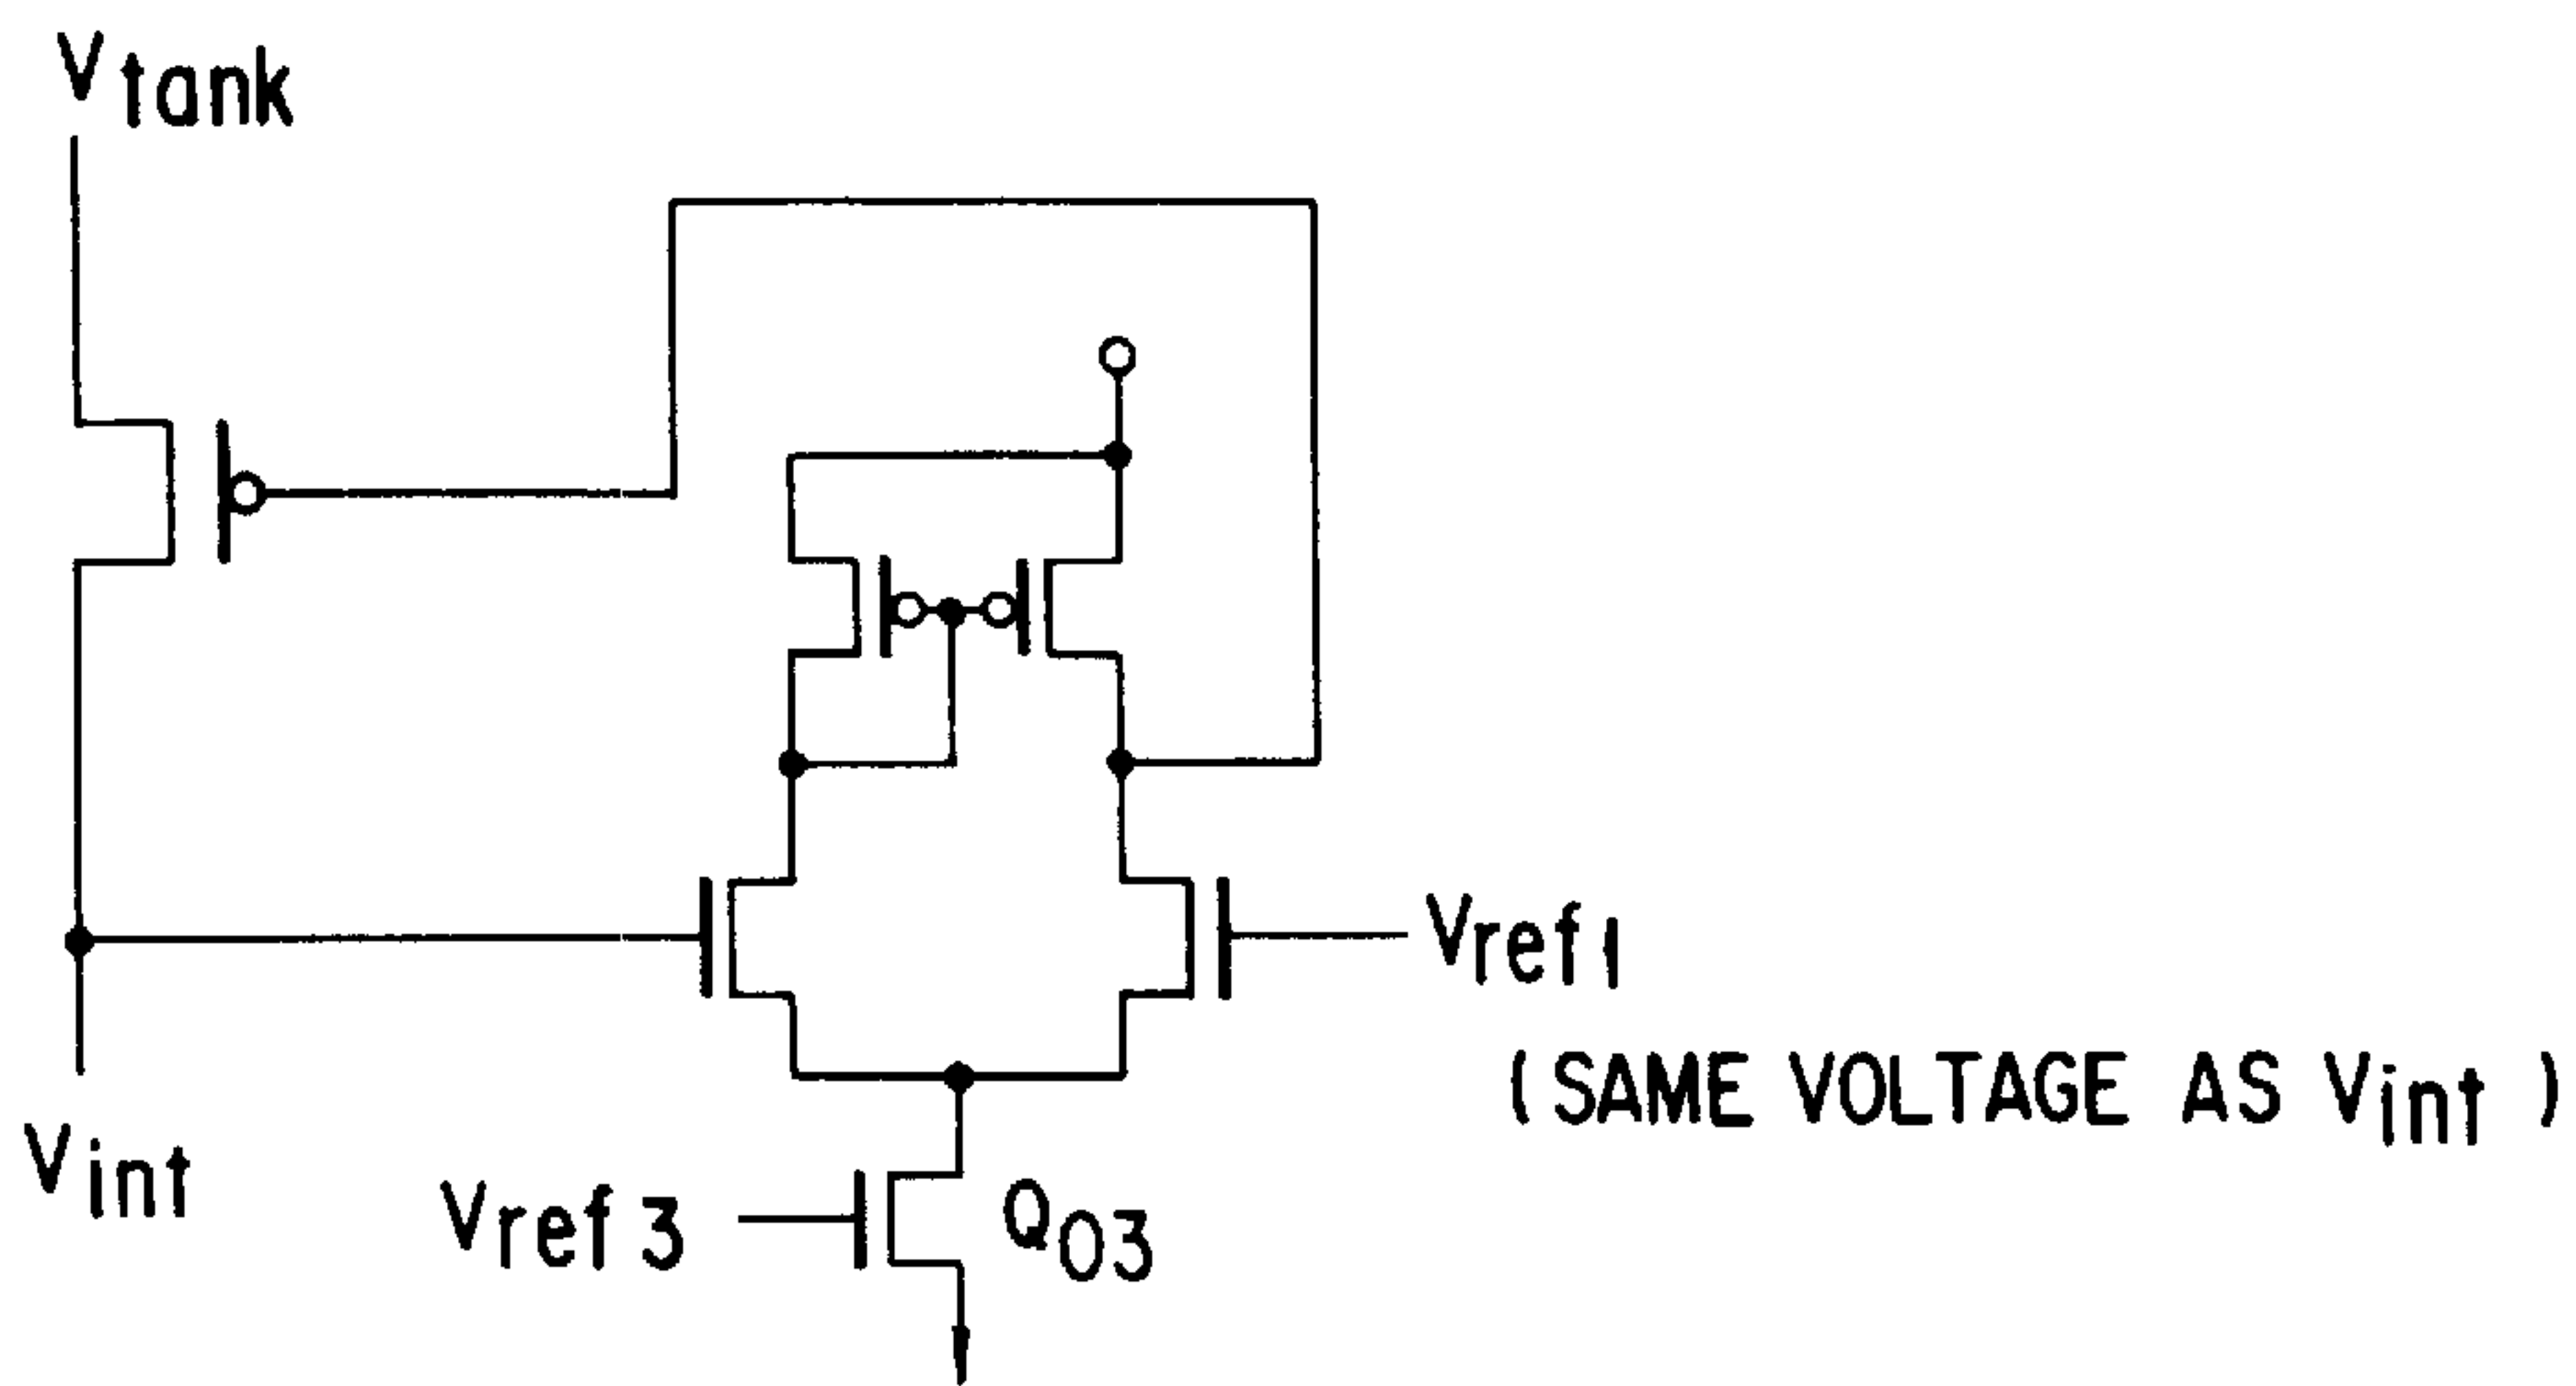 Vtank
Vref1
(SAME VOLTAGE AS Vint)
Vint
Vref3
Q03